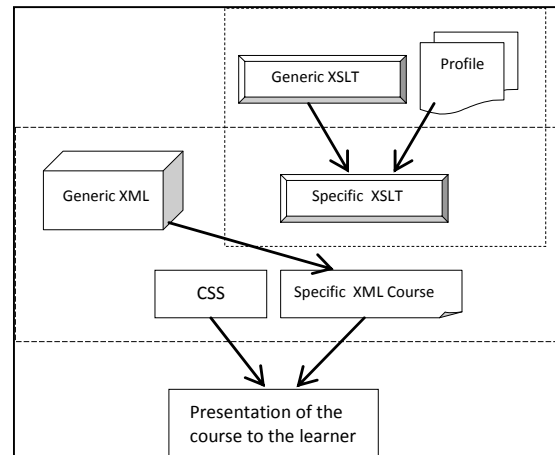 Generic XSLT
Profile
Generic XML
Specific XSLT
CSS
Specific XML Course
Presentation of the
course to the learner